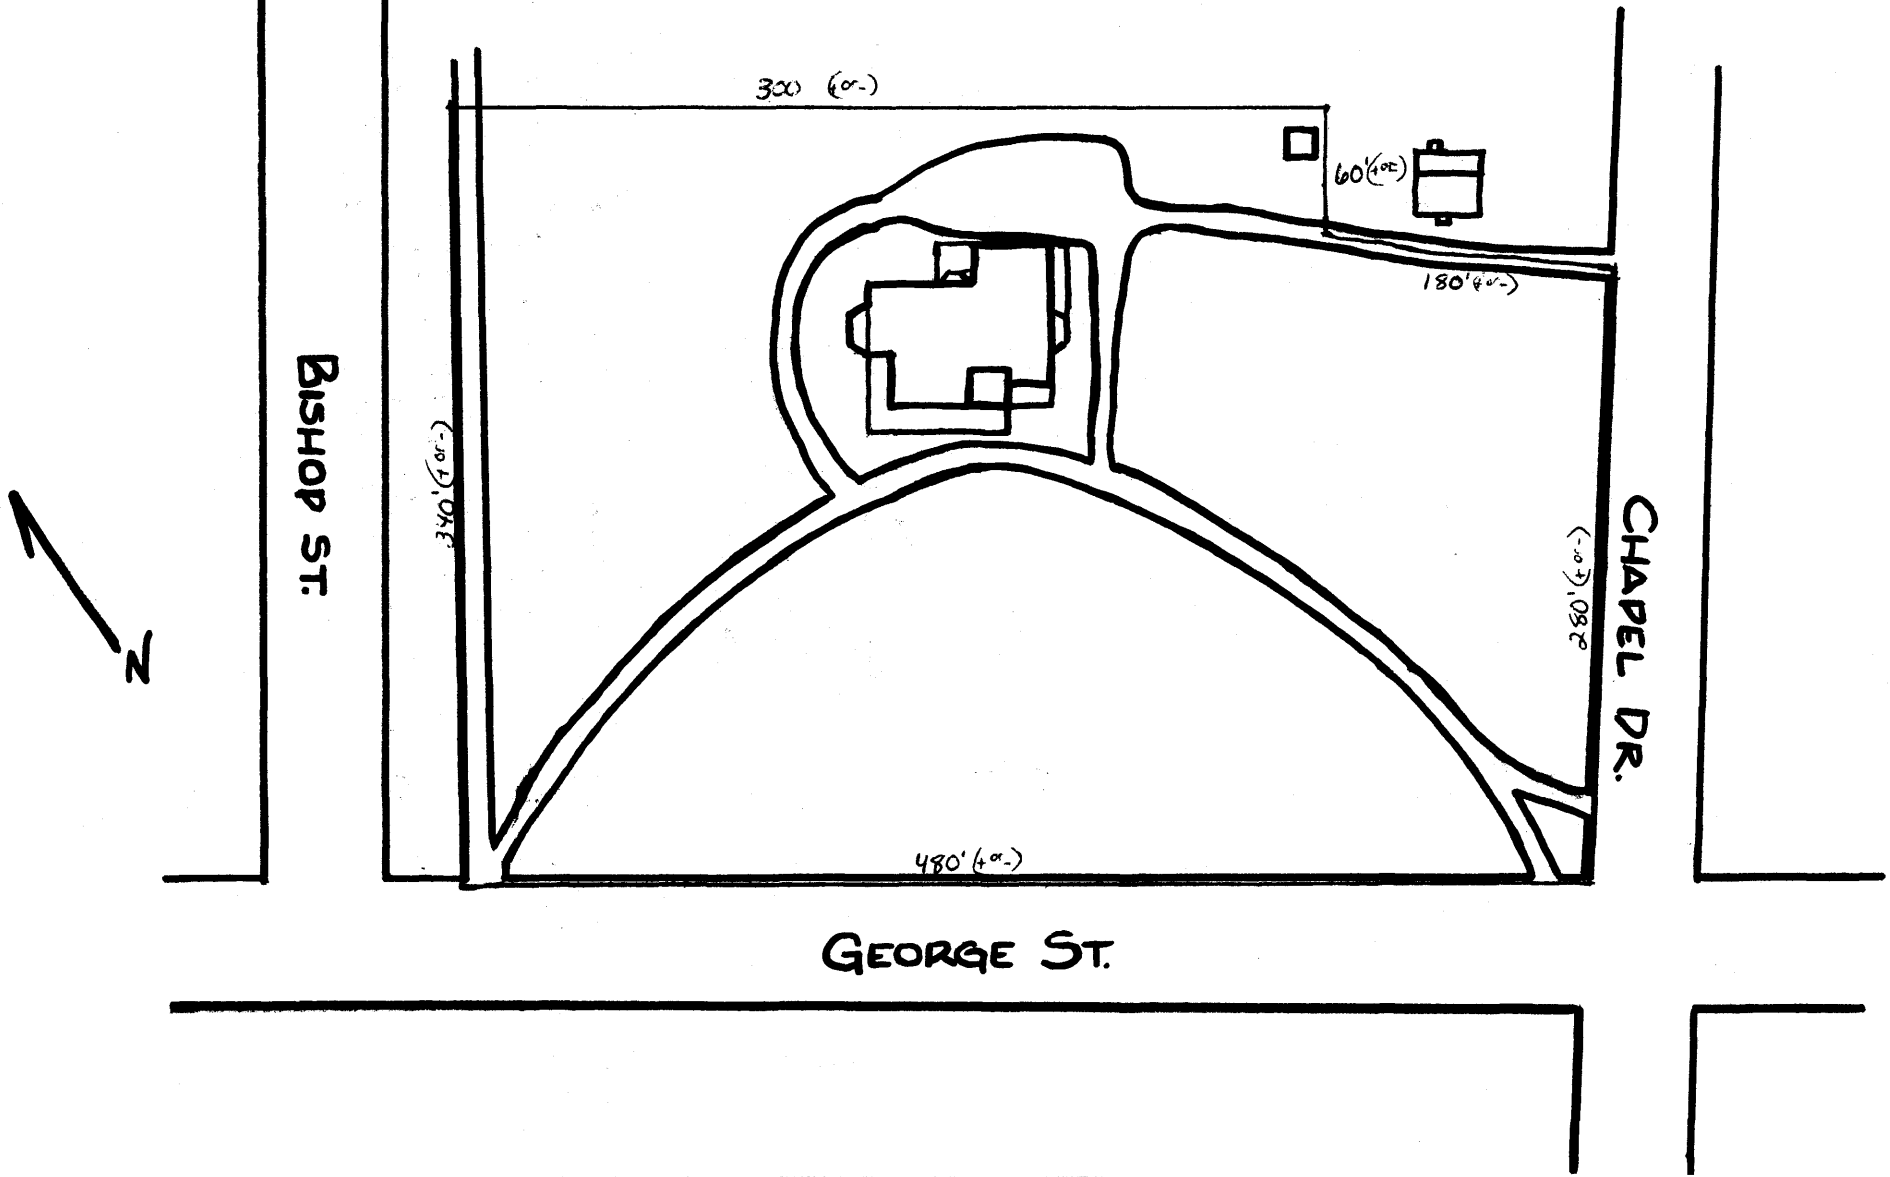 300 (+ or -)
60' (+ or -)
180' (+ or -)
BISHOP ST.
340' (+ or -)
280' (+ or -)
CHAPEL DR.
N
480' (+ or -)
GEORGE ST.